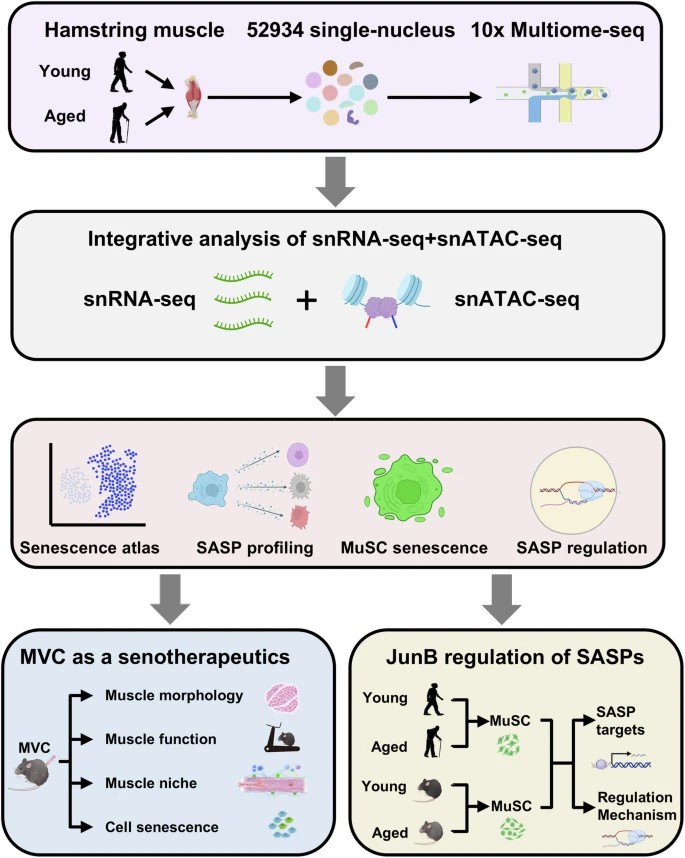 Hamstring muscle 52934 single-nucleus 10x Multiome-seq
Young
Aged
Integrative analysis of snRNA-seq+snATAC-seq
snRNA-seq + snATAC-seq
Senescence atlas SASP profiling MuSC senescence SASP regulation
MVC as a senotherapeutics
MVC
Muscle morphology
Muscle function
Muscle niche
Cell senescence
JunB regulation of SASPs
Young
Aged
MuSC
Young
Aged
MuSC
SASP
targets
Regulation
Mechanism